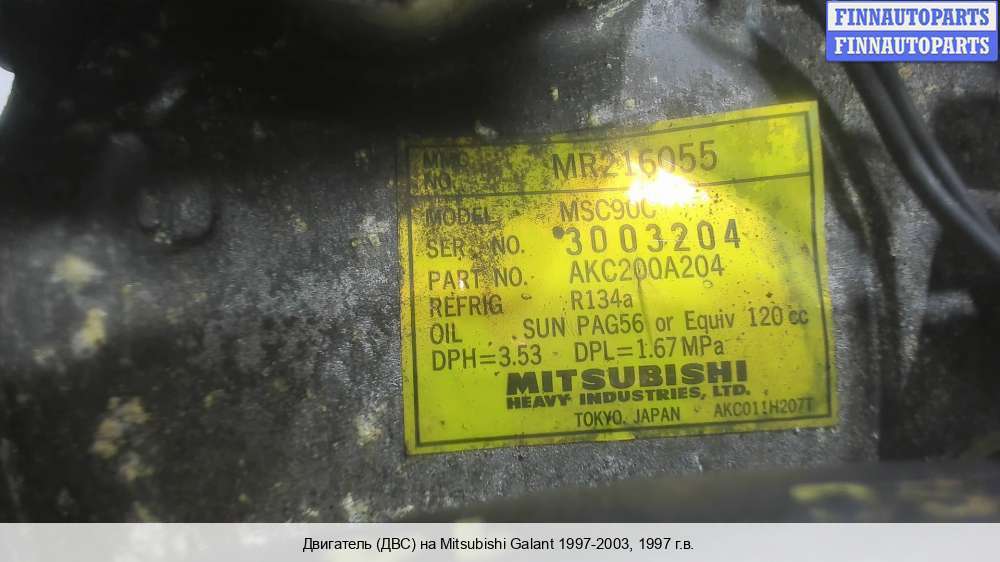 FINNAUTOPARTS
FINNAUTOPARTS
MMC NO. MR216055
MODEL MSC90C
SER. NO. 3003204
PART NO. AKC200A204
REFRIG R134a
OIL SUN PAG56 or Equiv 120 cc
DPH=3.53 DPL=1.67 MPa
MITSUBISHI
HEAVY INDUSTRIES, LTD.
TOKYO. JAPAN AKC011H207T
Двигатель (ДВС) на Mitsubishi Galant 1997-2003, 1997 г.в.